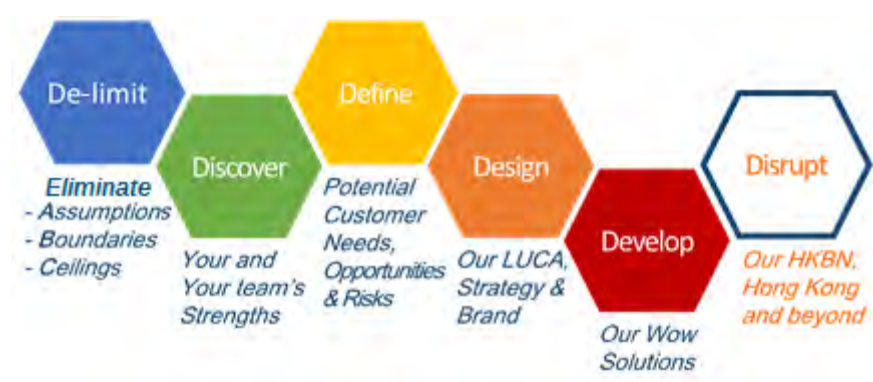 De-limit
Eliminate
- Assumptions
- Boundaries
- Ceilings
Discover
Your and
Your team's
Strengths
Define
Potential
Customer
Needs,
Opportunities
& Risks
Design
Our LUCA,
Strategy &
Brand
Develop
Our Wow
Solutions
Disrupt
Our HKBN,
Hong Kong
and beyond